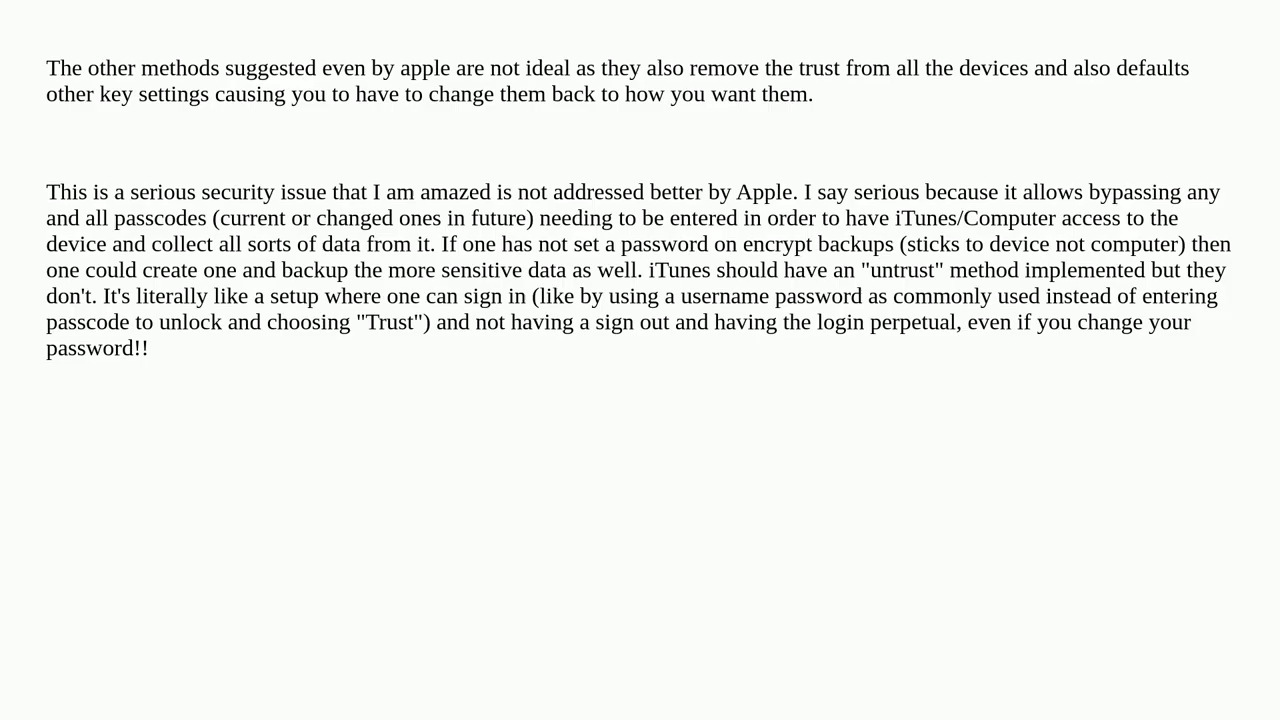 The other methods suggested even by apple are not ideal as they also remove the trust from all the devices and also defaults
other key settings causing you to have to change them back to how you want them.
This is a serious security issue that I am amazed is not addressed better by Apple. I say serious because it allows bypassing any
and all passcodes (current or changed ones in future) needing to be entered in order to have iTunes/Computer access to the
device and collect all sorts of data from it. If one has not set a password on encrypt backups (sticks to device not computer) then
one could create one and backup the more sensitive data as well. iTunes should have an "untrust" method implemented but they
don't. It's literally like a setup where one can sign in (like by using a username password as commonly used instead of entering
passcode to unlock and choosing "Trust") and not having a sign out and having the login perpetual, even if you change your
password!!